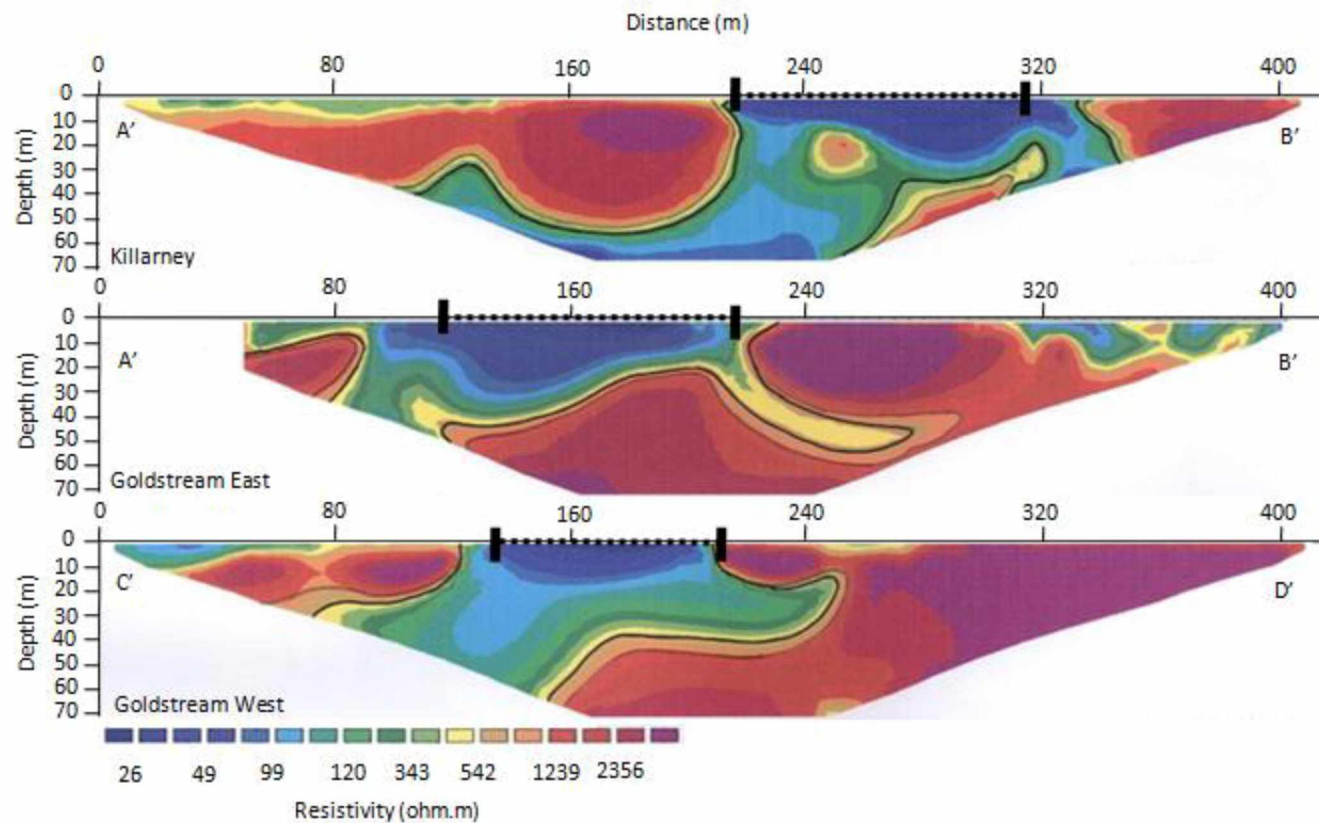 Distance (m)
0 80 160 240 320 400
0
10
20
30
40
50
60
70
Depth (m)
A'
B'
Killarney
0 80 160 240 320 400
0
10
20
30
40
50
60
70
Depth (m)
A'
B'
Goldstream East
0 80 160 240 320 400
0
10
20
30
40
50
60
70
Depth (m)
C'
D'
Goldstream West
26 49 99 120 343 542 1239 2356
Resistivity (ohm.m)